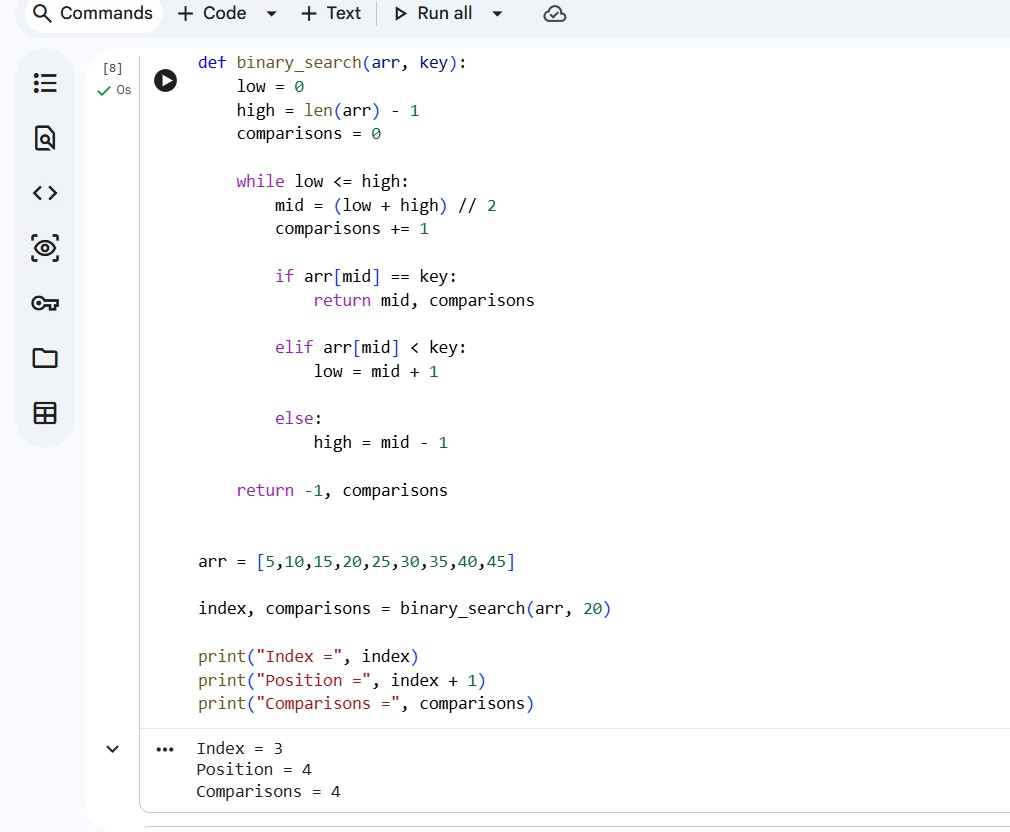 Commands + Code + Text Run all
[8]
0s
def binary_search(arr, key):
    low = 0
    high = len(arr) - 1
    comparisons = 0

    while low <= high:
        mid = (low + high) // 2
        comparisons += 1

        if arr[mid] == key:
            return mid, comparisons

        elif arr[mid] < key:
            low = mid + 1

        else:
            high = mid - 1

    return -1, comparisons


arr = [5,10,15,20,25,30,35,40,45]

index, comparisons = binary_search(arr, 20)

print("Index =", index)
print("Position =", index + 1)
print("Comparisons =", comparisons)
Index = 3
Position = 4
Comparisons = 4